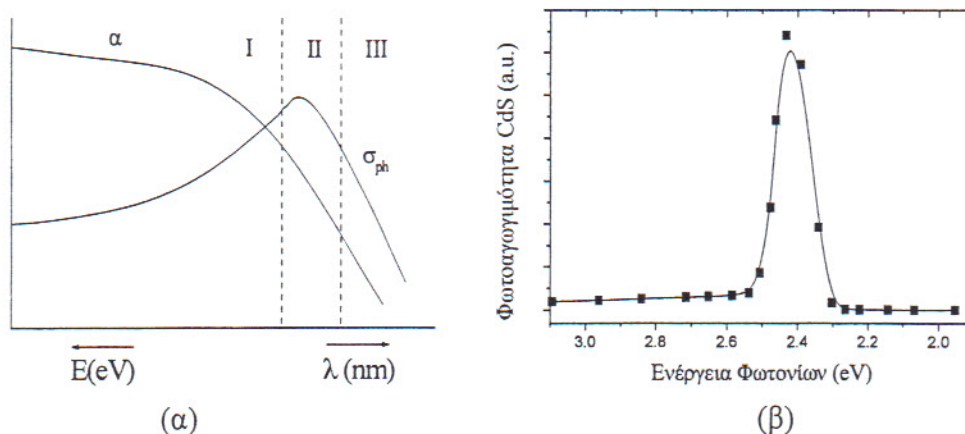 α
I
II
III
σph
E(eV)
λ (nm)
(α)
Φωτοαγωγιμότητα CdS (a.u.)
3.0 2.8 2.6 2.4 2.2 2.0
Ενέργεια Φωτονίων (eV)
(β)